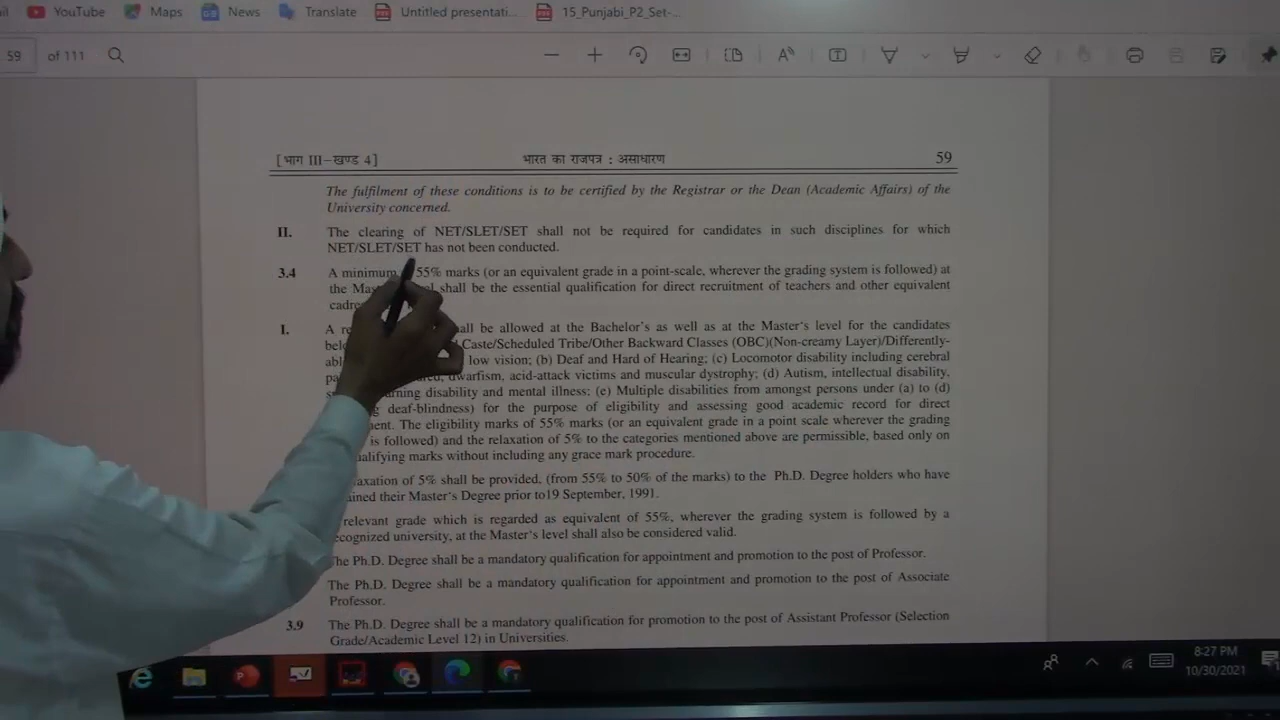 YouTube Maps News Translate Untitled presentati... 15_Punjabi_P2_Set-...
59 of 111
[भाग III-खण्ड 4] भारत का राजपत्र : असाधारण 59
The fulfilment of these conditions is to be certified by the Registrar or the Dean (Academic Affairs) of the
University concerned.
II. The clearing of NET/SLET/SET shall not be required for candidates in such disciplines for which
NET/SLET/SET has not been conducted.
3.4 A minimum 55% marks (or an equivalent grade in a point-scale, wherever the grading system is followed) at
the shall be the essential qualification for direct recruitment of teachers and other equivalent
I. A all be allowed at the Bachelor's as well as at the Master's level for the candidates
Caste/Scheduled Tribe/Other Backward Classes (OBC)(Non-creamy Layer)/Differently-
low vision; (b) Deaf and Hard of Hearing; (c) Locomotor disability including cerebral
dwarfism, acid-attack victims and muscular dystrophy; (d) Autism, intellectual disability,
rning disability and mental illness; (e) Multiple disabilities from amongst persons under (a) to (d)
g deaf-blindness) for the purpose of eligibility and assessing good academic record for direct
ent. The eligibility marks of 55% marks (or an equivalent grade in a point scale wherever the grading
is followed) and the relaxation of 5% to the categories mentioned above are permissible, based only on
alifying marks without including any grace mark procedure.
axation of 5% shall be provided, (from 55% to 50% of the marks) to the Ph.D. Degree holders who have
ained their Master's Degree prior to19 September, 1991.
relevant grade which is regarded as equivalent of 55%, wherever the grading system is followed by a
ecognized university, at the Master's level shall also be considered valid.
The Ph.D. Degree shall be a mandatory qualification for appointment and promotion to the post of Professor.
The Ph.D. Degree shall be a mandatory qualification for appointment and promotion to the post of Associate
Professor.
3.9 The Ph.D. Degree shall be a mandatory qualification for promotion to the post of Assistant Professor (Selection
Grade/Academic Level 12) in Universities.
8:27 PM
10/30/2021